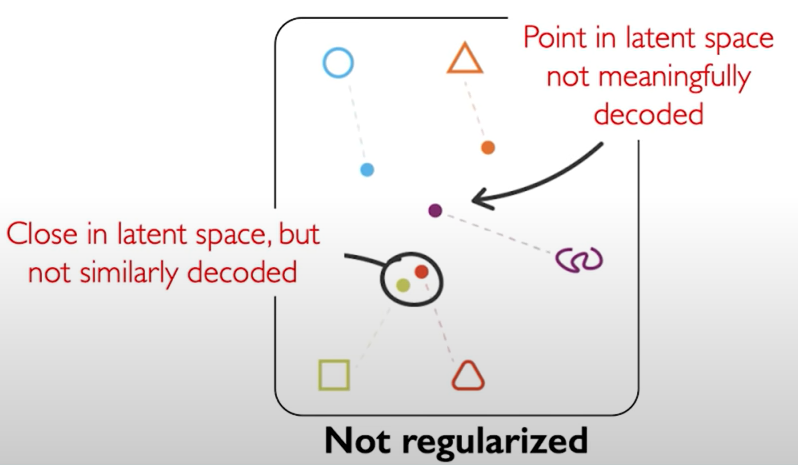 Point in latent space
not meaningfully
decoded
Close in latent space, but
not similarly decoded
Not regularized